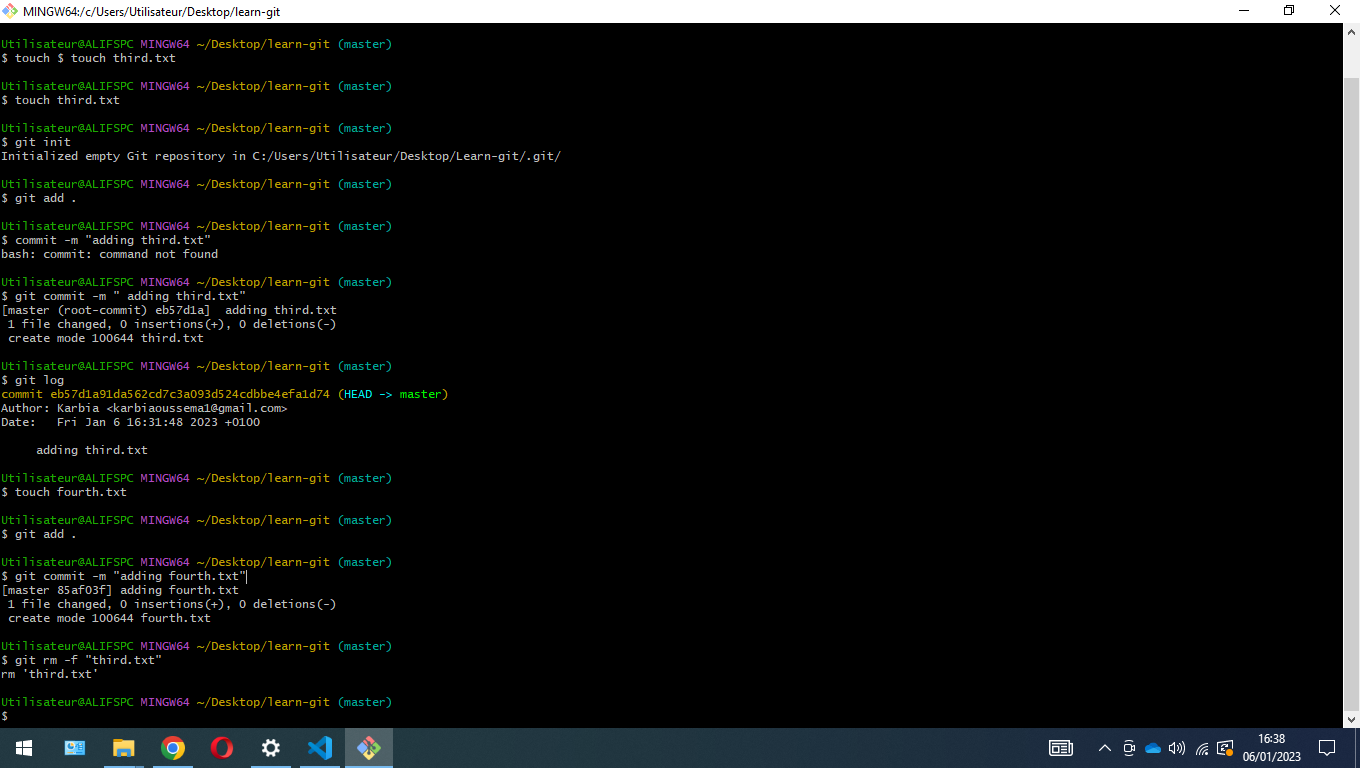 MINGW64:/c/Users/Utilisateur/Desktop/learn-git
Utilisateur@ALIFSPC MINGW64 ~/Desktop/learn-git (master)
$ touch $ touch third.txt
Utilisateur@ALIFSPC MINGW64 ~/Desktop/learn-git (master)
$ touch third.txt
Utilisateur@ALIFSPC MINGW64 ~/Desktop/learn-git (master)
$ git init
Initialized empty Git repository in C:/Users/Utilisateur/Desktop/Learn-git/.git/
Utilisateur@ALIFSPC MINGW64 ~/Desktop/learn-git (master)
$ git add .
Utilisateur@ALIFSPC MINGW64 ~/Desktop/learn-git (master)
$ commit -m "adding third.txt"
bash: commit: command not found
Utilisateur@ALIFSPC MINGW64 ~/Desktop/learn-git (master)
$ git commit -m " adding third.txt"
[master (root-commit) eb57d1a]  adding third.txt
 1 file changed, 0 insertions(+), 0 deletions(-)
 create mode 100644 third.txt
Utilisateur@ALIFSPC MINGW64 ~/Desktop/learn-git (master)
$ git log
commit eb57d1a91da562cd7c3a093d524cdbbe4efa1d74 (HEAD -> master)
Author: Karbia <karbiaoussema1@gmail.com>
Date:   Fri Jan 6 16:31:48 2023 +0100
     adding third.txt
Utilisateur@ALIFSPC MINGW64 ~/Desktop/learn-git (master)
$ touch fourth.txt
Utilisateur@ALIFSPC MINGW64 ~/Desktop/learn-git (master)
$ git add .
Utilisateur@ALIFSPC MINGW64 ~/Desktop/learn-git (master)
$ git commit -m "adding fourth.txt"
[master 85af03f] adding fourth.txt
 1 file changed, 0 insertions(+), 0 deletions(-)
 create mode 100644 fourth.txt
Utilisateur@ALIFSPC MINGW64 ~/Desktop/learn-git (master)
$ git rm -f "third.txt"
rm 'third.txt'
Utilisateur@ALIFSPC MINGW64 ~/Desktop/learn-git (master)
$
16:38
06/01/2023